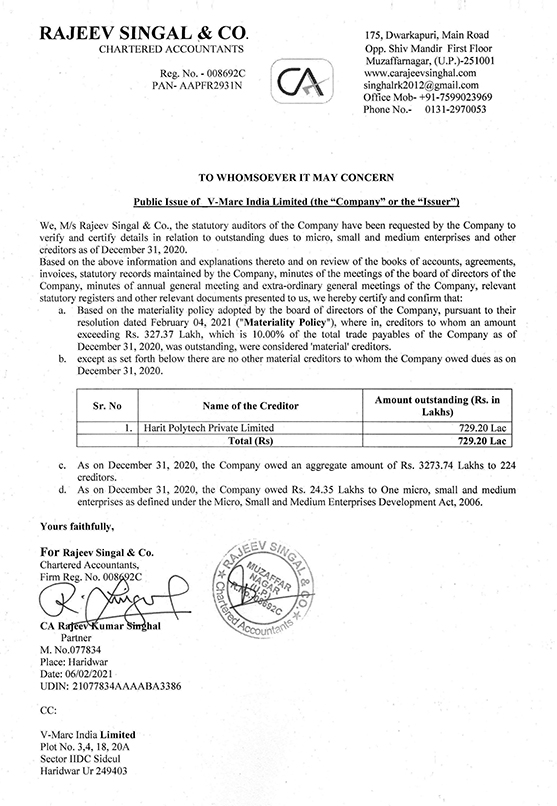 RAJEEV SINGAL & CO.
CHARTERED ACCOUNTANTS
Reg. No. - 008692C
PAN- AAPFR2931N
CA
175, Dwarkapuri, Main Road
Opp. Shiv Mandir First Floor
Muzaffarnagar, (U.P.)-251001
www.carajeevsinghal.com
singhalrk2012@gmail.com
Office Mob- +91-7599023969
Phone No.- 0131-2970053
TO WHOMSOEVER IT MAY CONCERN
Public Issue of V-Marc India Limited (the “Company” or the “Issuer”)
We, M/s Rajeev Singal & Co., the statutory auditors of the Company have been requested by the Company to
verify and certify details in relation to outstanding dues to micro, small and medium enterprises and other
creditors as of December 31, 2020.
Based on the above information and explanations thereto and on review of the books of accounts, agreements,
invoices, statutory records maintained by the Company, minutes of the meetings of the board of directors of the
Company, minutes of annual general meeting and extra-ordinary general meetings of the Company, relevant
statutory registers and other relevant documents presented to us, we hereby certify and confirm that:
a. Based on the materiality policy adopted by the board of directors of the Company, pursuant to their
resolution dated February 04, 2021 ("Materiality Policy"), where in, creditors to whom an amount
exceeding Rs. 327.37 Lakh, which is 10.00% of the total trade payables of the Company as of
December 31, 2020, was outstanding, were considered 'material' creditors.
b. except as set forth below there are no other material creditors to whom the Company owed dues as on
December 31, 2020.
Sr. No Name of the Creditor Amount outstanding (Rs. in
Lakhs)
1. Harit Polytech Private Limited 729.20 Lac
Total (Rs) 729.20 Lac
c. As on December 31, 2020, the Company owed an aggregate amount of Rs. 3273.74 Lakhs to 224
creditors.
d. As on December 31, 2020, the Company owed Rs. 24.35 Lakhs to One micro, small and medium
enterprises as defined under the Micro, Small and Medium Enterprises Development Act, 2006.
Yours faithfully,
For Rajeev Singal & Co.
Chartered Accountants,
Firm Reg. No. 008692C
CA Rajeev Kumar Singhal
Partner
M. No.077834
Place: Haridwar
Date: 06/02/2021
UDIN: 21077834AAAABA3386
RAJEEV SINGAL & CO.
Chartered Accountants
MUZAFFAR
NAGAR
(U.P.)
R.No. 008692C
CC:
V-Marc India Limited
Plot No. 3,4, 18, 20A
Sector IIDC Sidcul
Haridwar Ur 249403